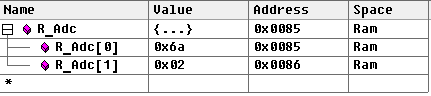 Name Value Address Space
R_Adc {...} 0x0085 Ram
R_Adc[0] 0x6a 0x0085 Ram
R_Adc[1] 0x02 0x0086 Ram
*